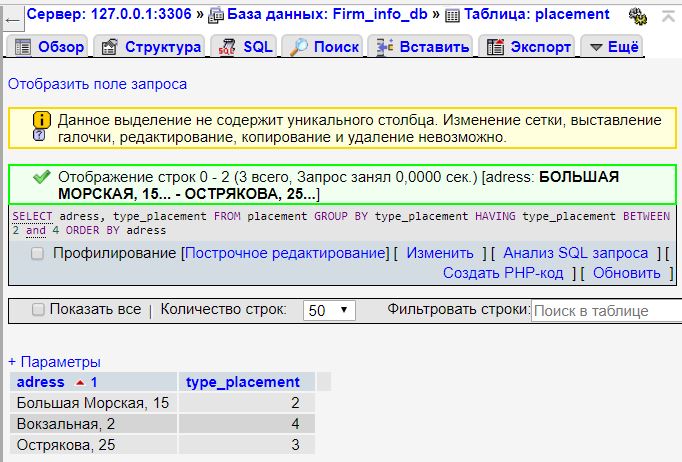 Сервер: 127.0.0.1:3306 » База данных: Firm_info_db » Таблица: placement
Обзор Структура SQL Поиск Вставить Экспорт Ещё
Отобразить поле запроса
Данное выделение не содержит уникального столбца. Изменение сетки, выставление
галочки, редактирование, копирование и удаление невозможно.
Отображение строк 0 - 2 (3 всего, Запрос занял 0,0000 сек.) [adress: БОЛЬШАЯ
МОРСКАЯ, 15... - ОСТРЯКОВА, 25...]
SELECT adress, type_placement FROM placement GROUP BY type_placement HAVING type_placement BETWEEN
2 and 4 ORDER BY adress
Профилирование [Построчное редактирование] [ Изменить ] [ Анализ SQL запроса ] [
Создать PHP-код ] [ Обновить ]
Показать все | Количество строк: 50 Фильтровать строки: Поиск в таблице
+ Параметры
adress 1 type_placement
Большая Морская, 15 2
Вокзальная, 2 4
Острякова, 25 3